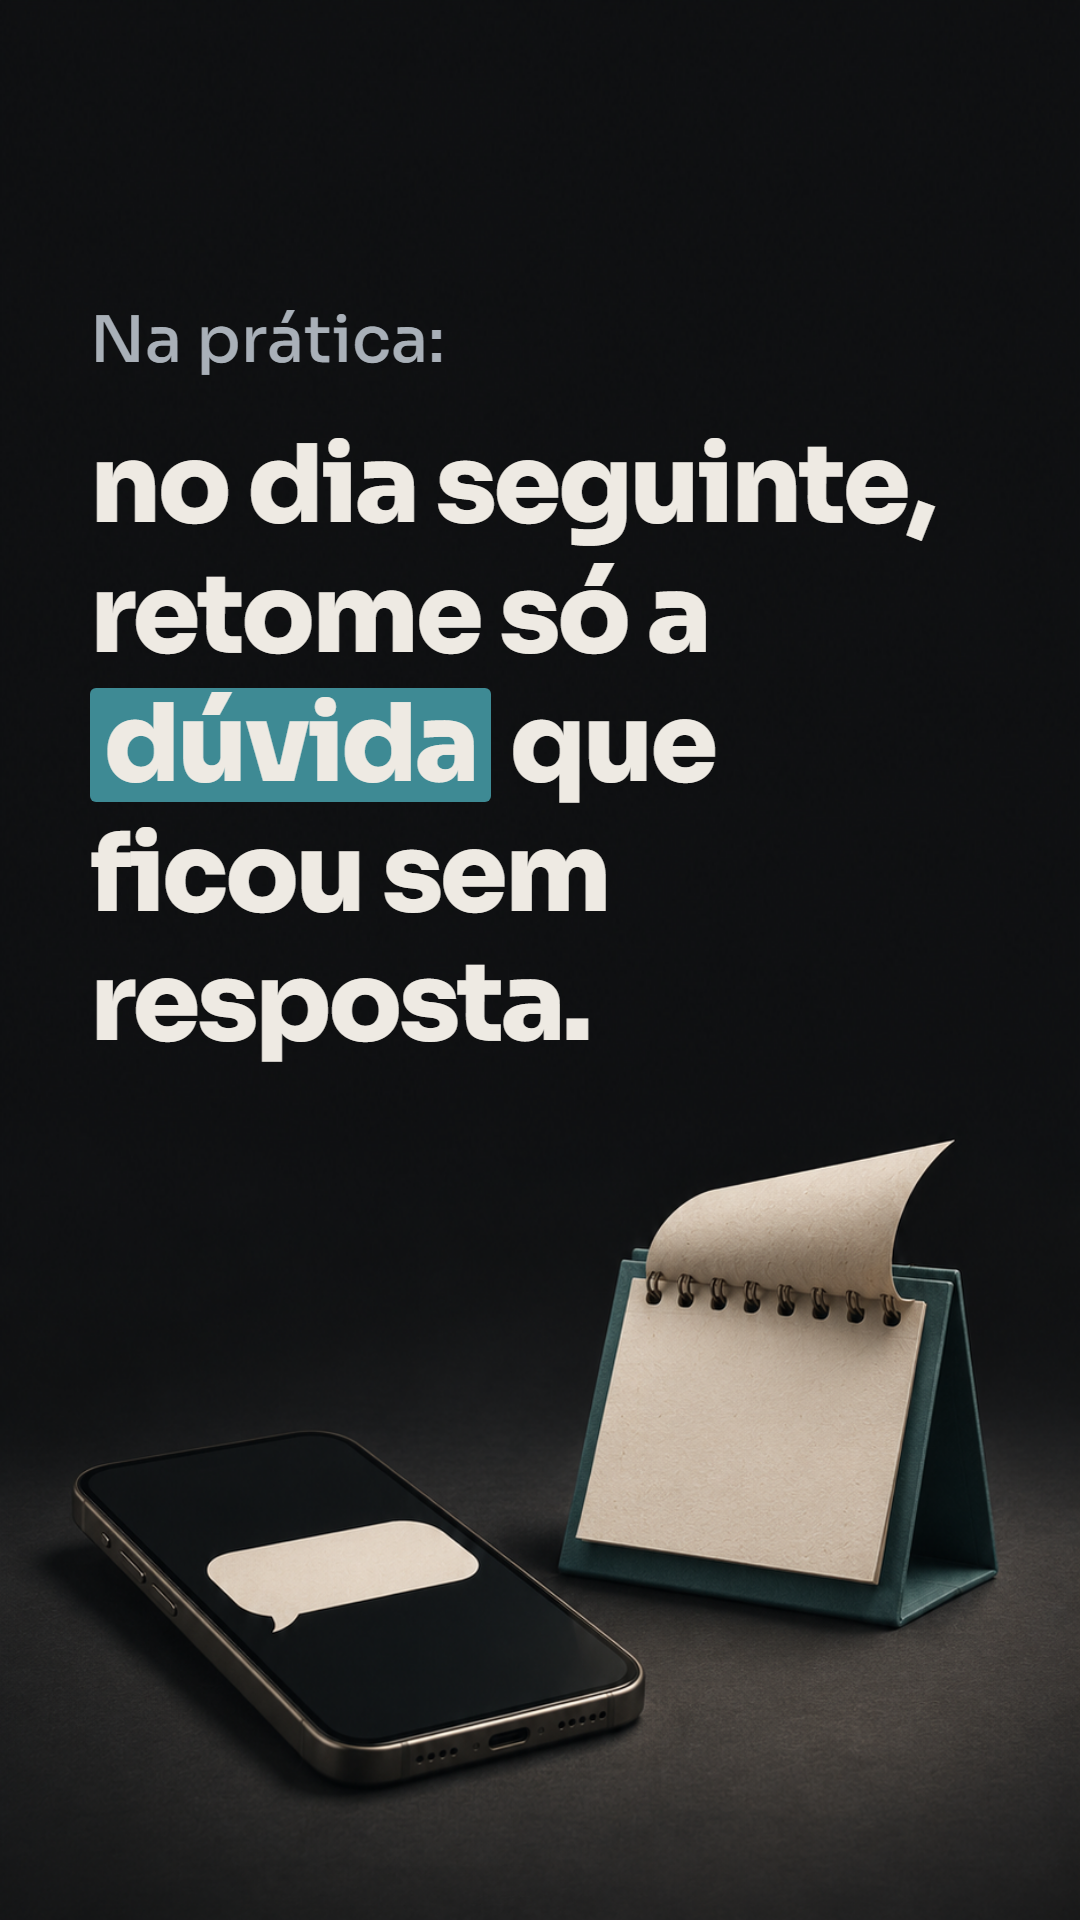 Na prática:
no dia seguinte,
retome só a
dúvida que
ficou sem
resposta.